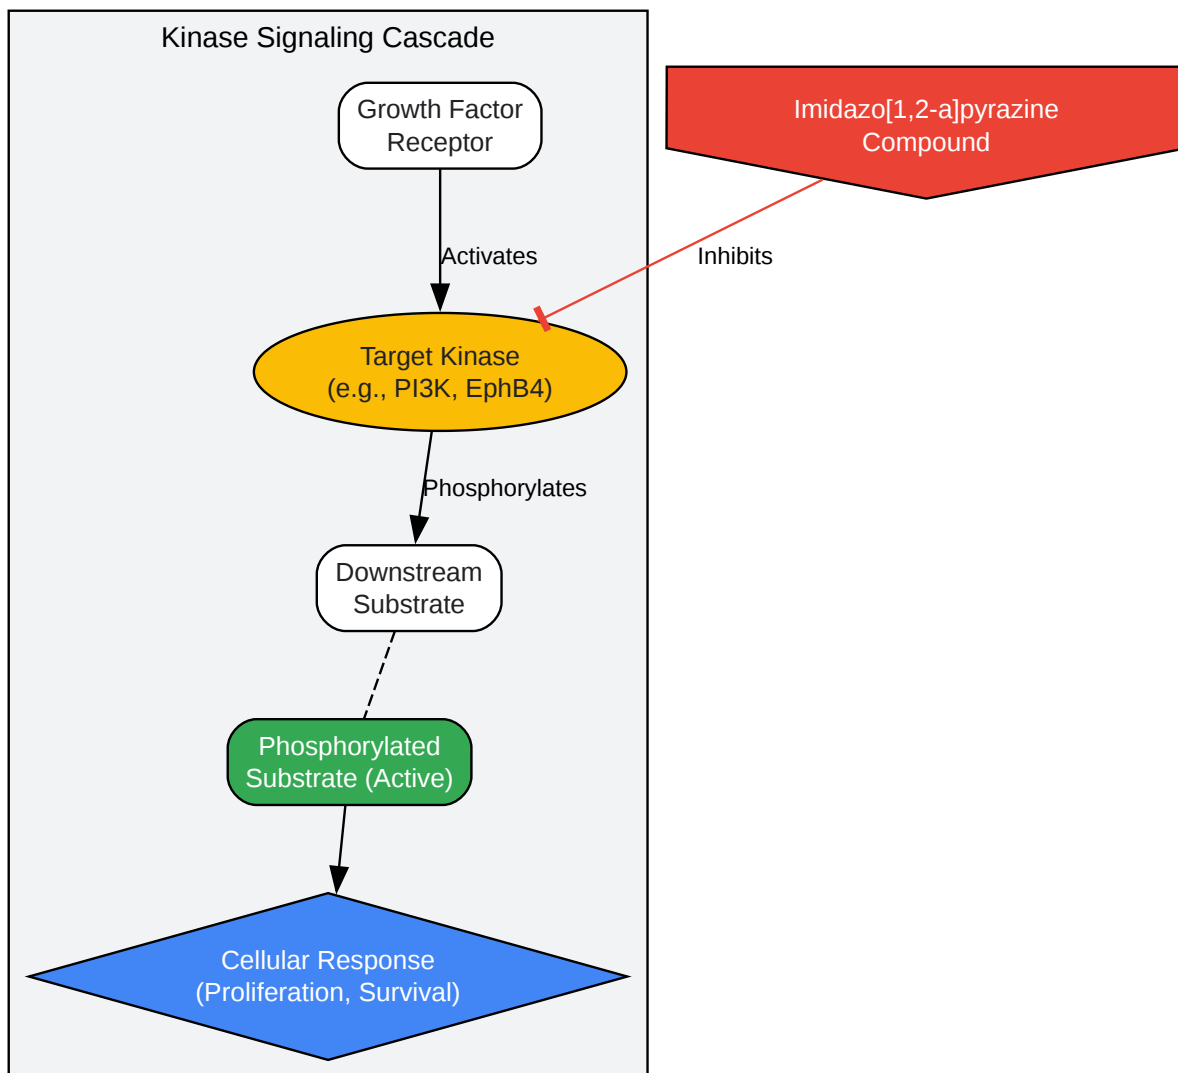 Kinase Signaling Cascade
Growth Factor
Receptor
Imidazo[1,2-a]pyrazine
Compound
Activates
Inhibits
Target Kinase
(e.g., PI3K, EphB4)
Phosphorylates
Downstream
Substrate
Phosphorylated
Substrate (Active)
Cellular Response
(Proliferation, Survival)